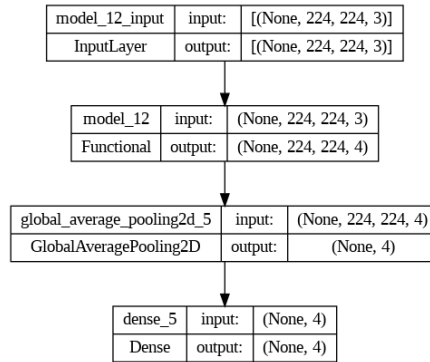 model_12_input input: [(None, 224, 224, 3)]
InputLayer output: [(None, 224, 224, 3)]
model_12 input: (None, 224, 224, 3)
Functional output: (None, 224, 224, 4)
global_average_pooling2d_5 input: (None, 224, 224, 4)
GlobalAveragePooling2D output: (None, 4)
dense_5 input: (None, 4)
Dense output: (None, 4)